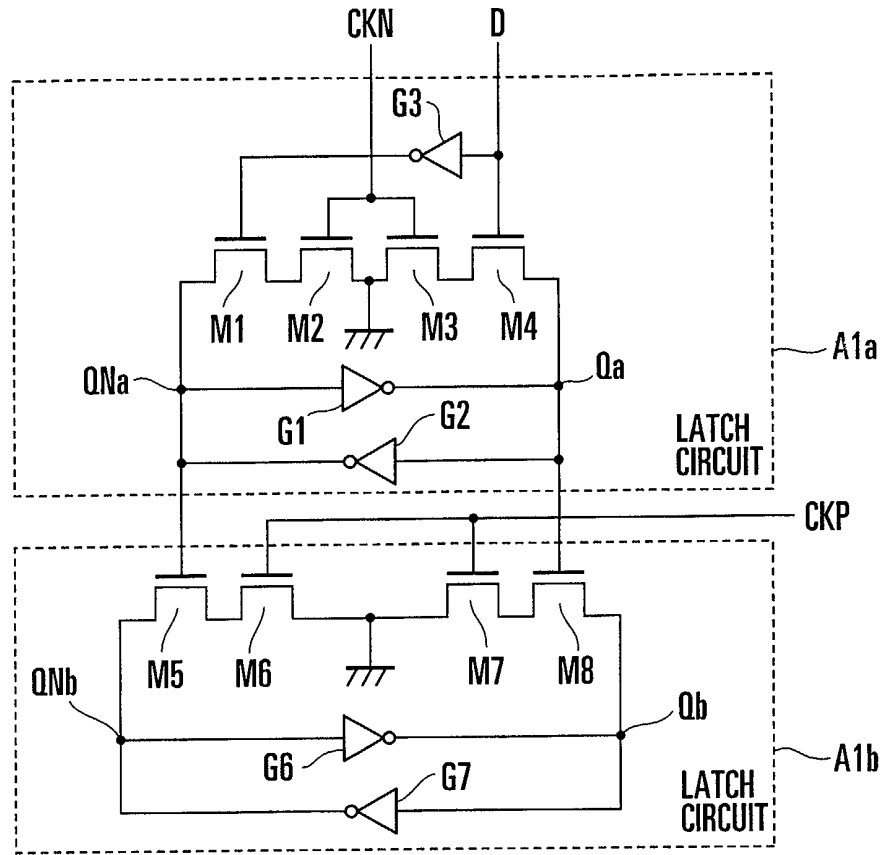 CKN
D
G3
M1
M2
M3
M4
A1a
QNa
Qa
G1
G2
LATCH
CIRCUIT
CKP
M5
M6
M7
M8
QNb
Qb
G6
A1b
G7
LATCH
CIRCUIT